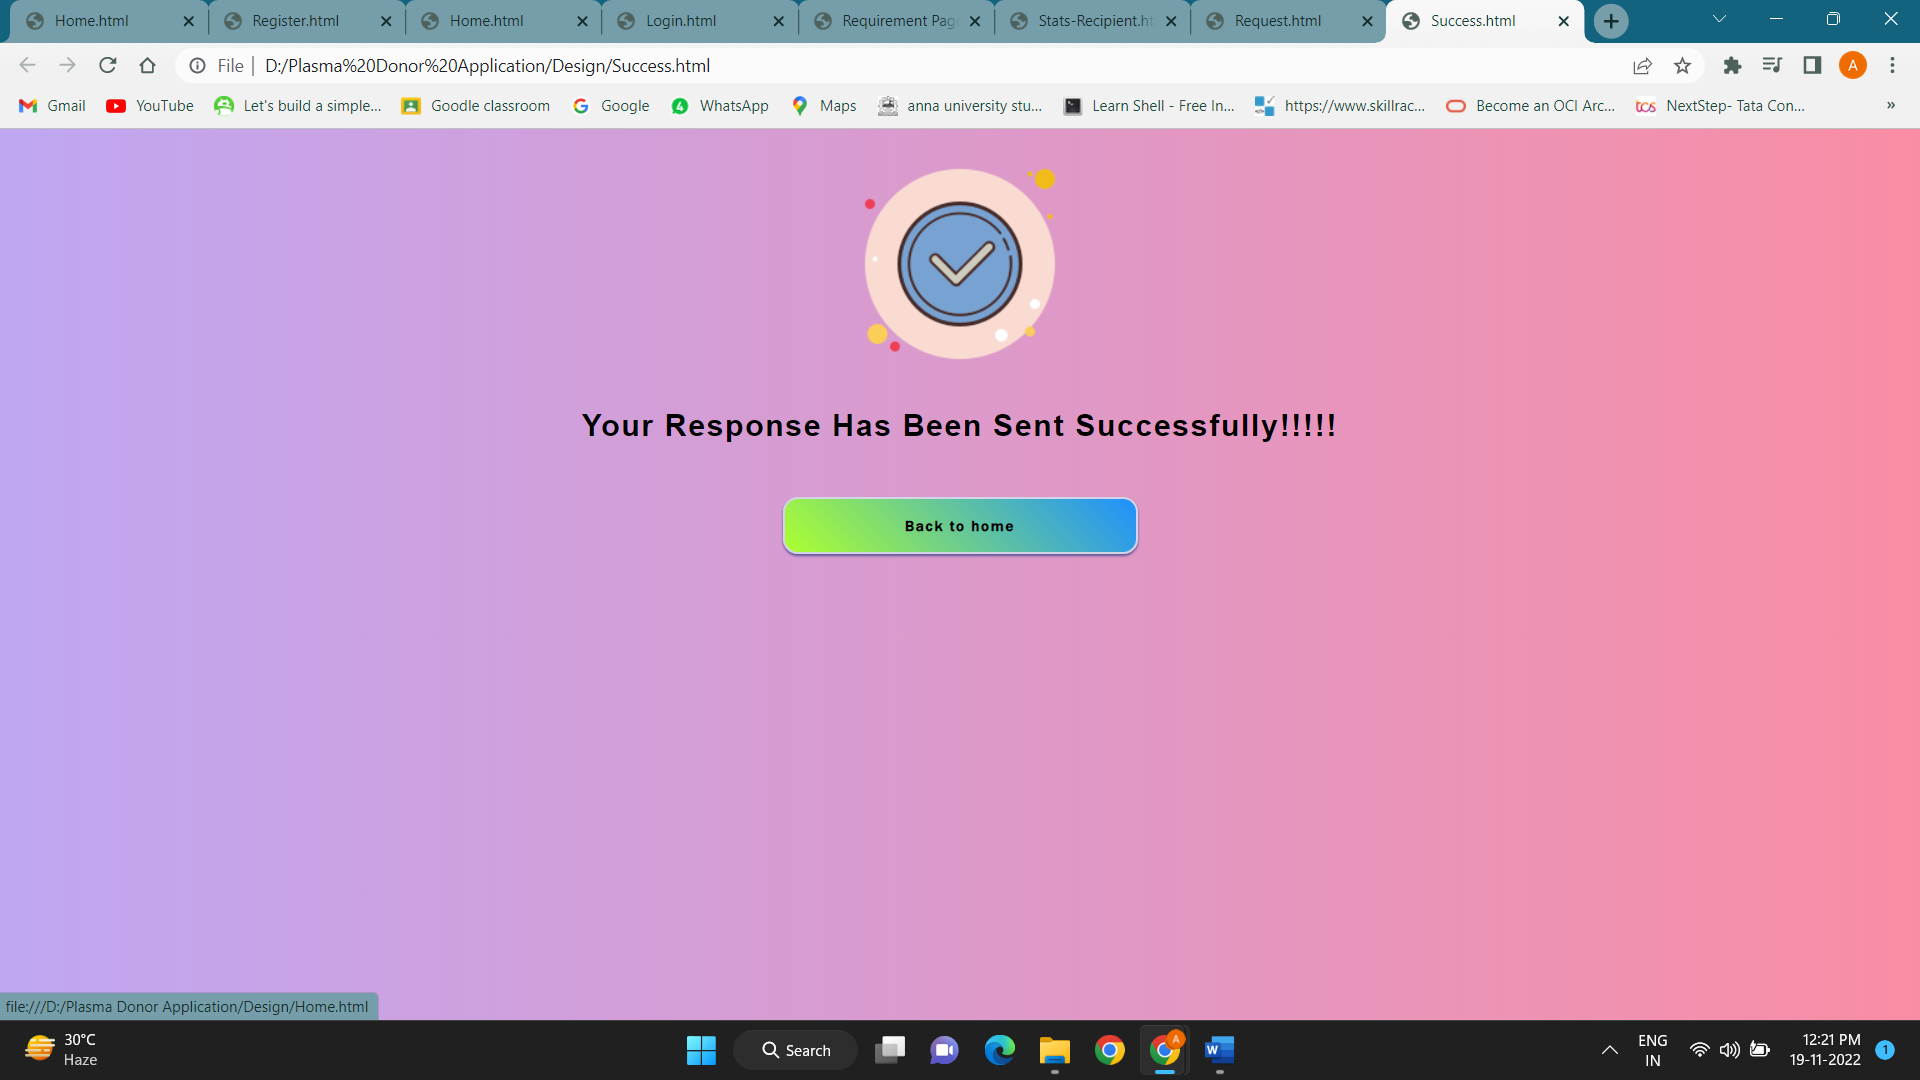 Home.html
Register.html
Home.html
Login.html
Requirement Pag
Stats-Recipient.ht
Request.html
Success.html
File
D:/Plasma%20Donor%20Application/Design/Success.html
A
Gmail
YouTube
Let's build a simple...
Goodle classroom
Google
4
WhatsApp
Maps
anna university stu...
Learn Shell - Free In...
https://www.skillrac...
Become an OCI Arc...
tcs
NextStep- Tata Con...
»
Your Response Has Been Sent Successfully!!!!!
Back to home
file:///D:/Plasma Donor Application/Design/Home.html
30°C
Haze
Search
A
W
ENG
IN
12:21 PM
19-11-2022
1